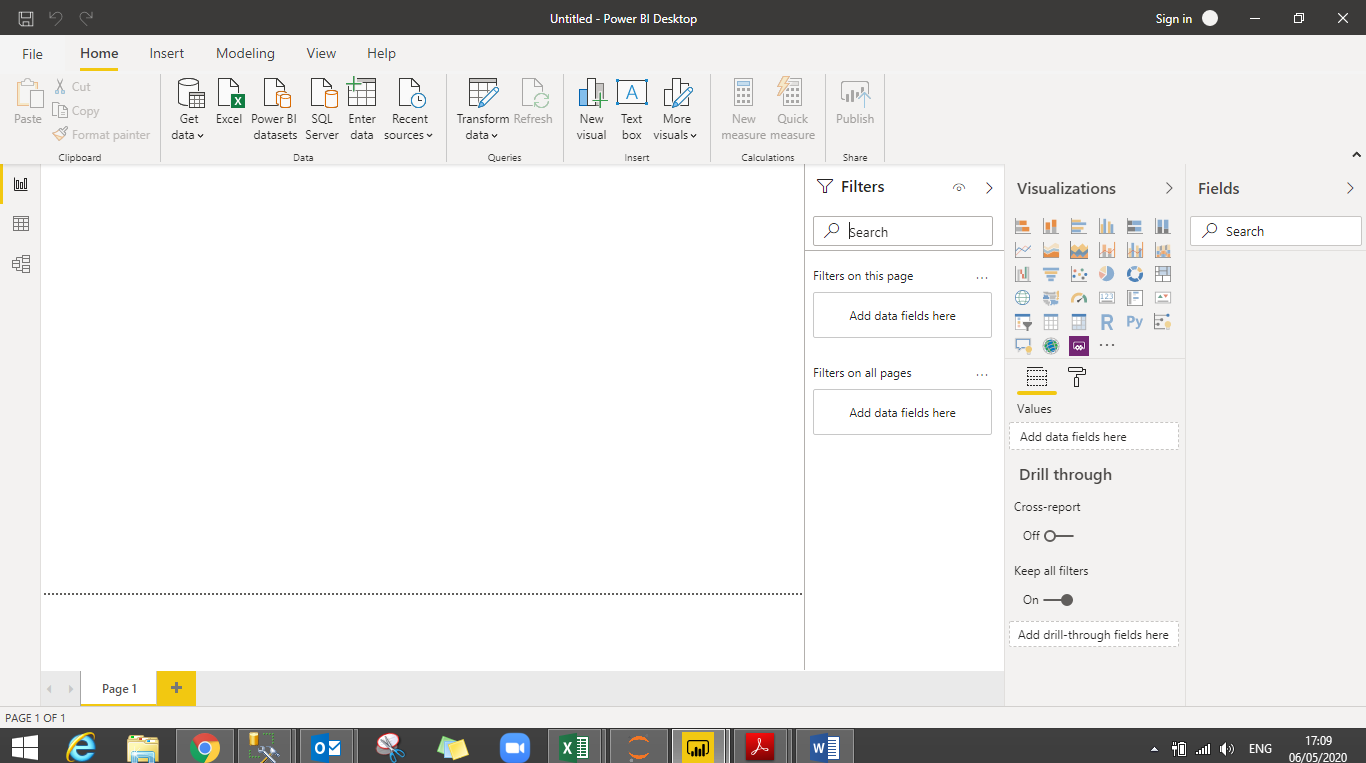 Untitled - Power BI Desktop
Sign in
File Home Insert Modeling View Help
Paste
Cut
Copy
Format painter
Clipboard
Get data
Excel
Power BI datasets
SQL Server
Enter data
Recent sources
Data
Transform data
Refresh
Queries
New visual
Text box
More visuals
Insert
New measure
Quick measure
Calculations
Publish
Share
Filters
Search
Filters on this page
Add data fields here
Filters on all pages
Add data fields here
Visualizations
123
R
Py
Values
Add data fields here
Drill through
Cross-report
Off
Keep all filters
On
Add drill-through fields here
Fields
Search
Page 1
PAGE 1 OF 1
ENG
17:09
06/05/2020